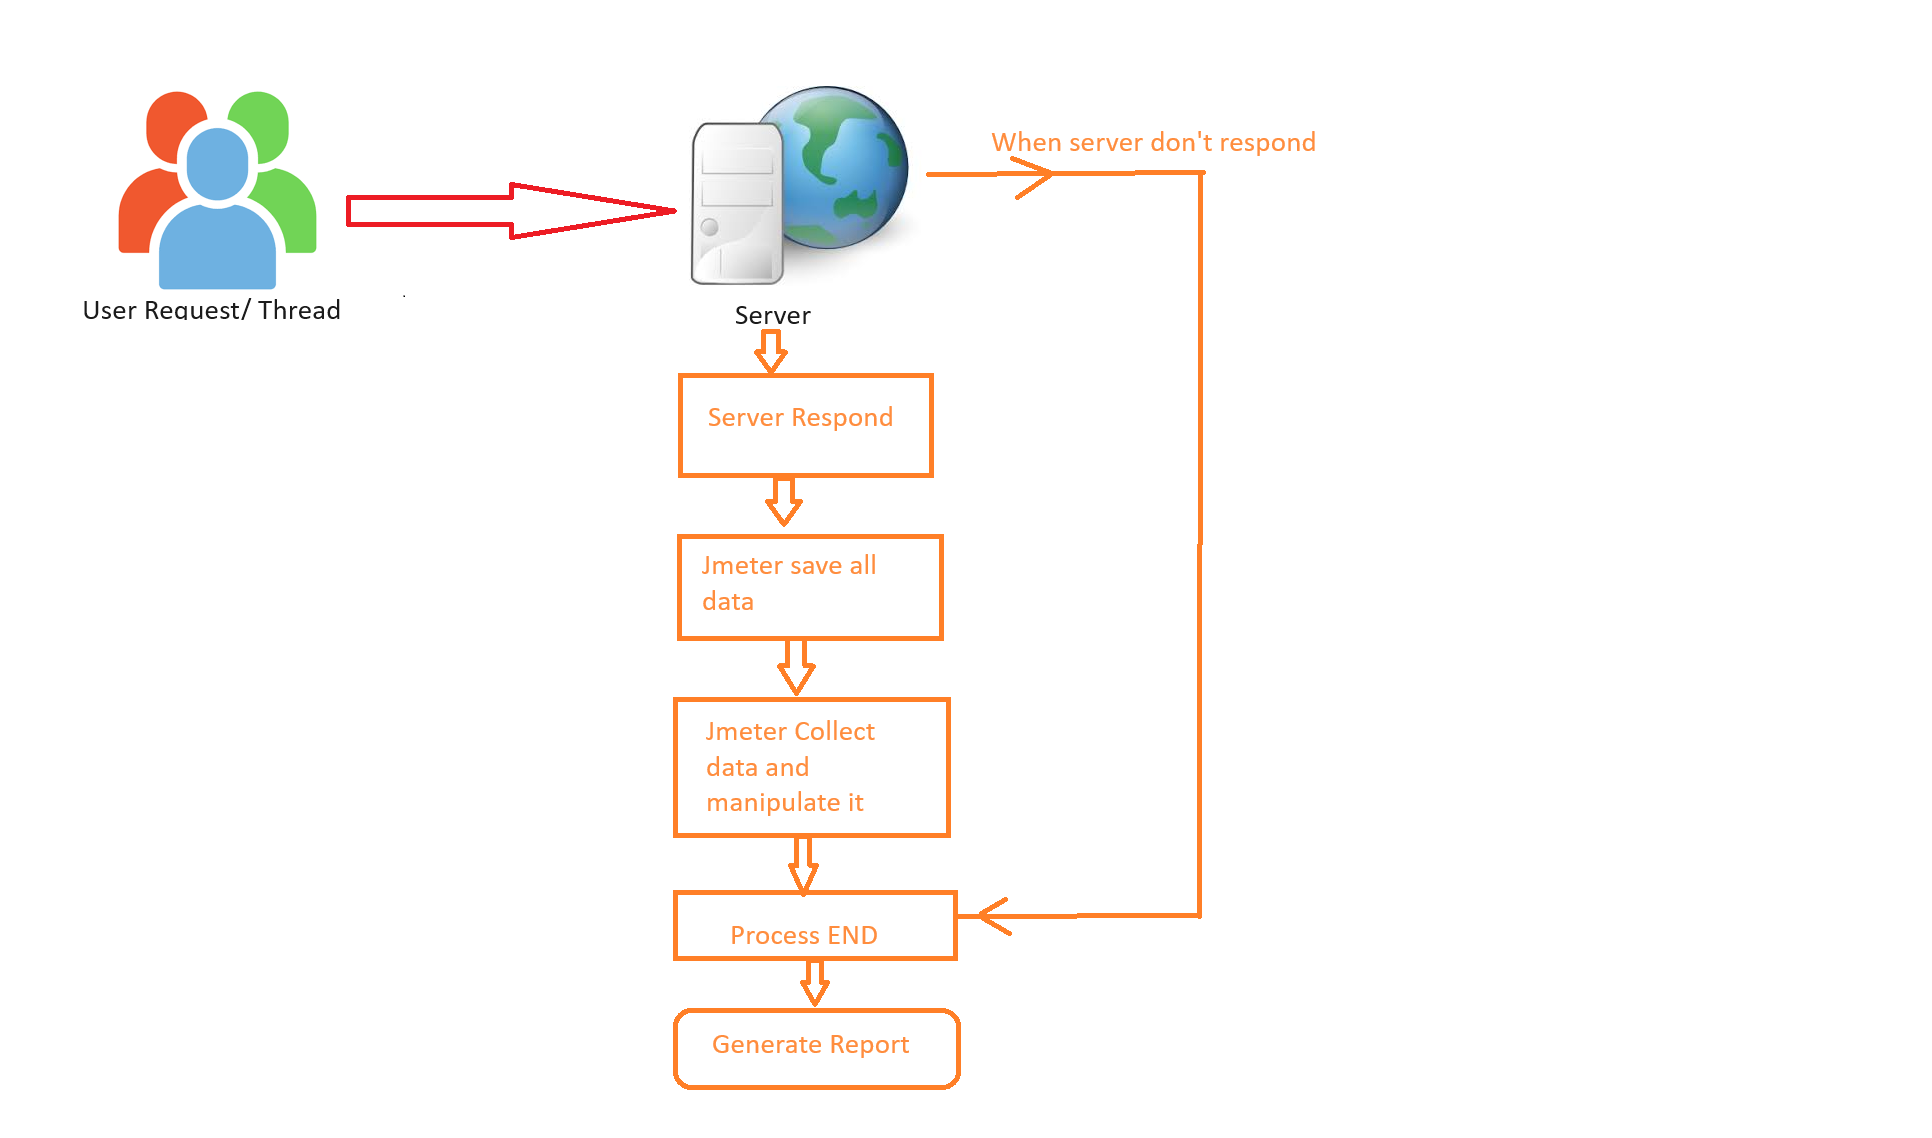 When server don't respond
User Request/ Thread
Server
Server Respond
Jmeter save all
data
Jmeter Collect
data and
manipulate it
Process END
Generate Report